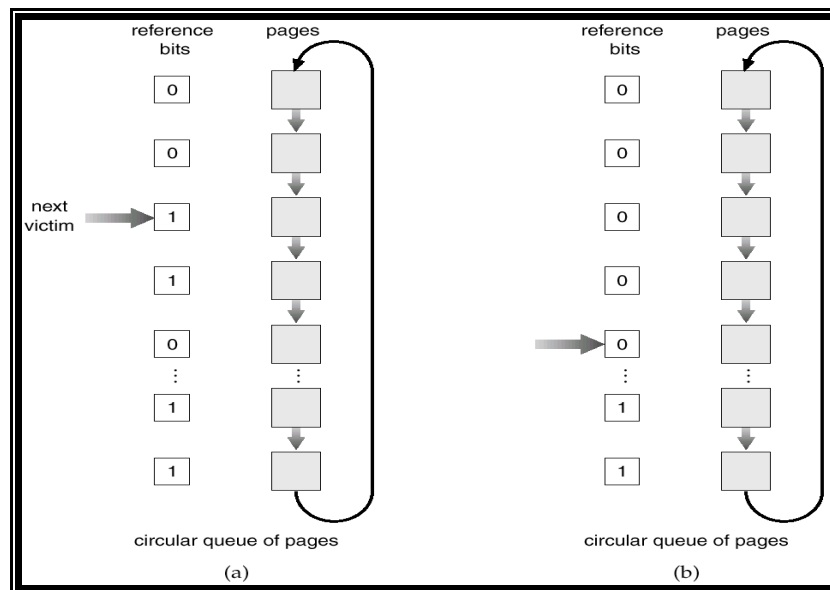 reference
bits
pages
0
0
next
victim
1
1
0
1
1
circular queue of pages
(a)
reference
bits
pages
0
0
0
0
0
1
1
circular queue of pages
(b)